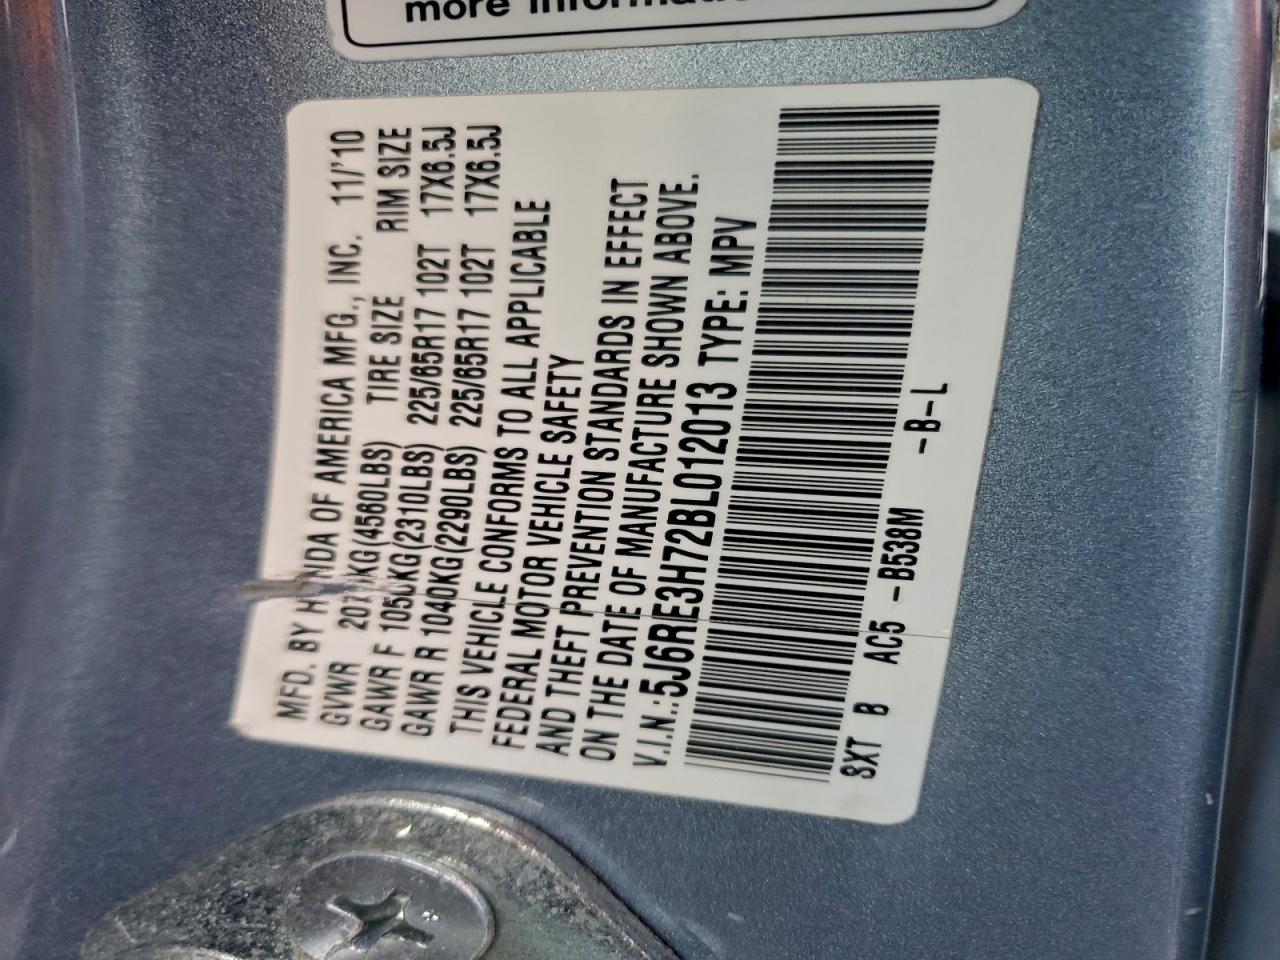 more
MFD. BY HONDA OF AMERICA MFG., INC. 11/'10
GVWR KG(4560LBS) TIRE SIZE RIM SIZE
GAWR F 1050KG(2310LBS) 225/65R17 102T 17X6.5J
GAWR R 1040KG(2290LBS) 225/65R17 102T 17X6.5J
THIS VEHICLE CONFORMS TO ALL APPLICABLE
FEDERAL MOTOR VEHICLE SAFETY
AND THEFT PREVENTION STANDARDS IN EFFECT
ON THE DATE OF MANUFACTURE SHOWN ABOVE.
V.I.N.:5J6RE3H72BL012013 TYPE: MPV
SXT B AC5 -B538M -B-L